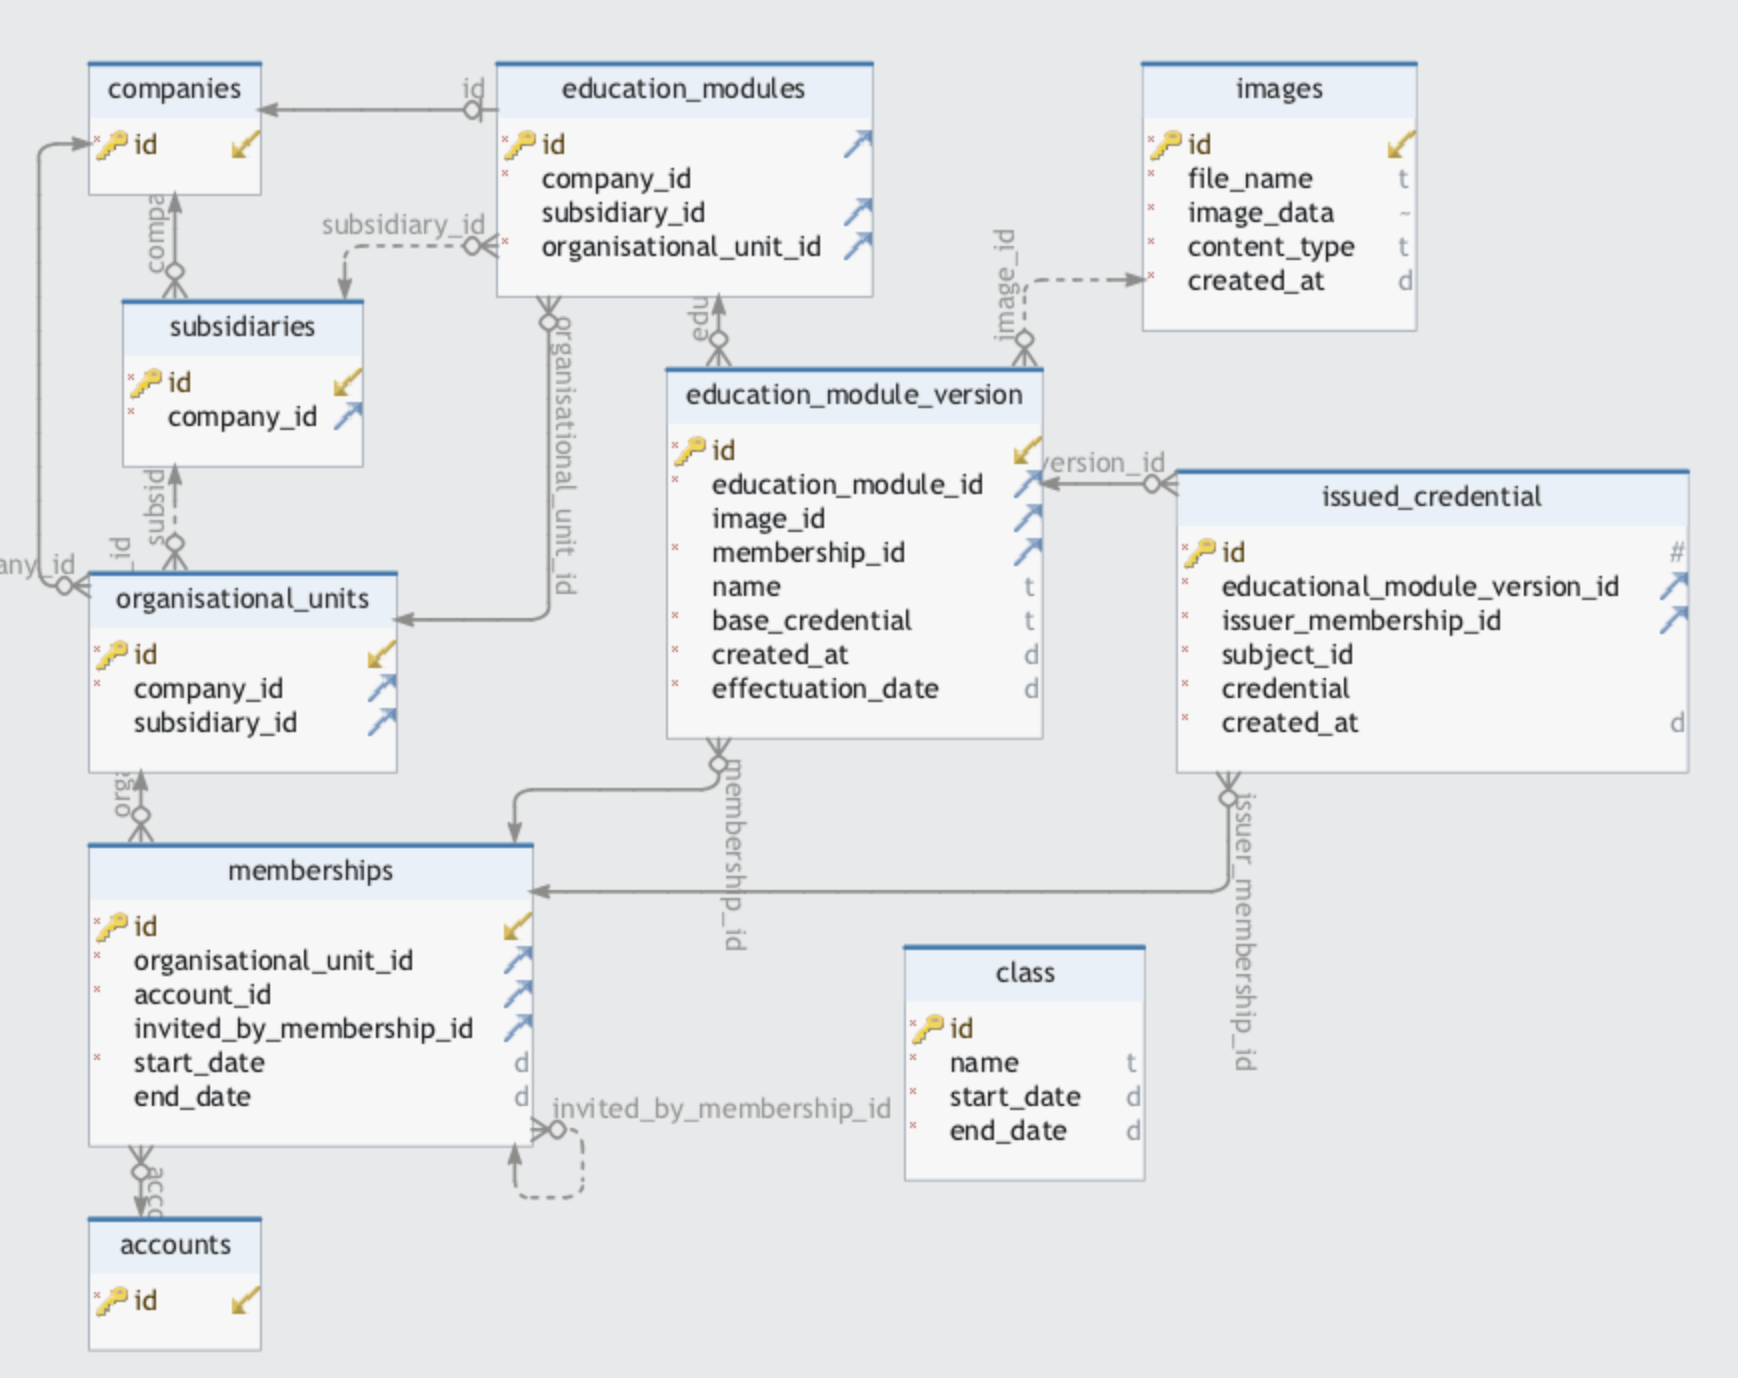 companies
id
id
education_modules
id
company_id
subsidiary_id
organisational_unit_id
images
id
file_name t
image_data ~
content_type t
created_at d
compa
subsidiary_id
subsidiaries
id
company_id
organisational_unit_id
edu
image_id
education_module_version
id
education_module_id
image_id
membership_id
name t
base_credential t
created_at d
effectuation_date d
version_id
issued_credential
id #
educational_module_version_id
issuer_membership_id
subject_id
credential
created_at d
subsid
_id
any_id
organisational_units
id
company_id
subsidiary_id
orga
membership_id
issuer_membership_id
memberships
id
organisational_unit_id
account_id
invited_by_membership_id
start_date d
end_date d
invited_by_membership_id
class
id
name t
start_date d
end_date d
acco
accounts
id